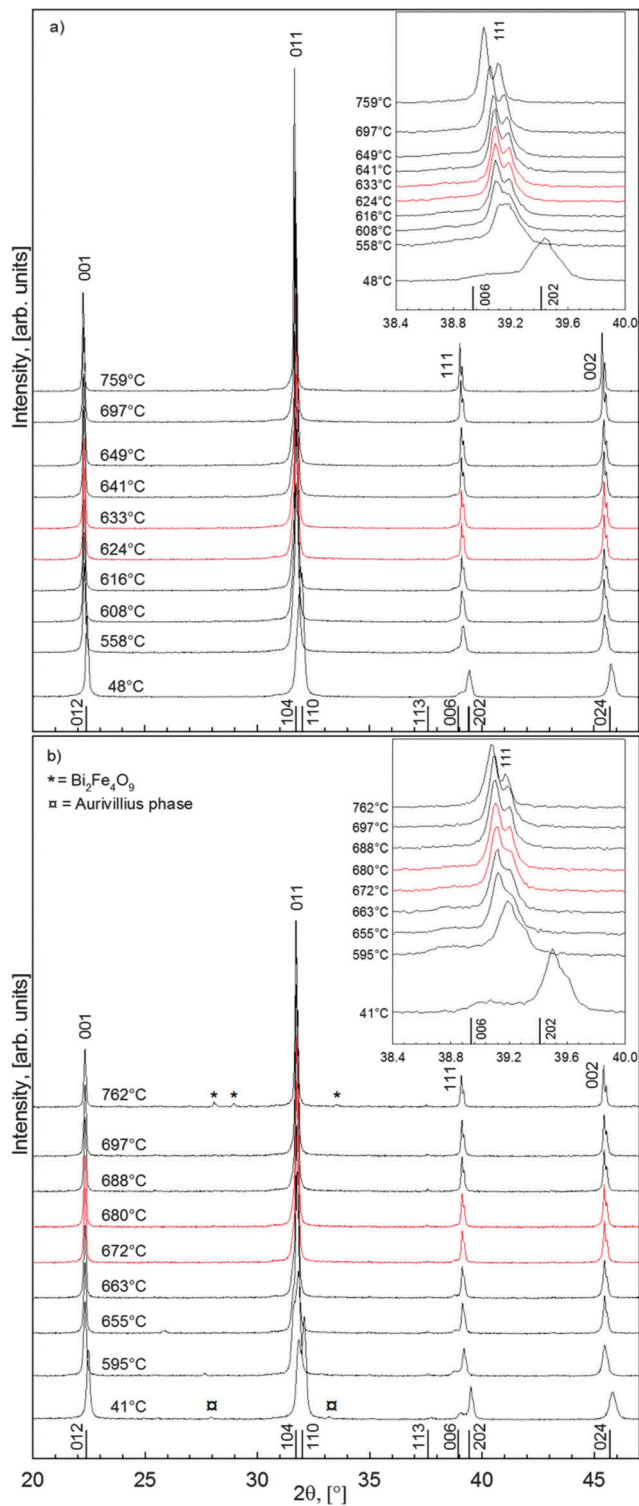 a)
011
111
759°C
697°C
649°C
641°C
633°C
624°C
616°C
608°C
558°C
48°C
006
202
38.4 38.8 39.2 39.6 40.0
001
111
002
Intensity, [arb. units]
759°C
697°C
649°C
641°C
633°C
624°C
616°C
608°C
558°C
48°C
012
104
110
113
006
202
024
b)
* = Bi₂Fe₄O₉
¤ = Aurivillius phase
011
111
762°C
697°C
688°C
680°C
672°C
663°C
655°C
595°C
41°C
006
202
38.4 38.8 39.2 39.6 40.0
001
111
002
Intensity, [arb. units]
762°C
* * *
697°C
688°C
680°C
672°C
663°C
655°C
595°C
41°C
¤ ¤
012
104
110
113
006
202
024
20 25 30 35 40 45
2θ, [°]